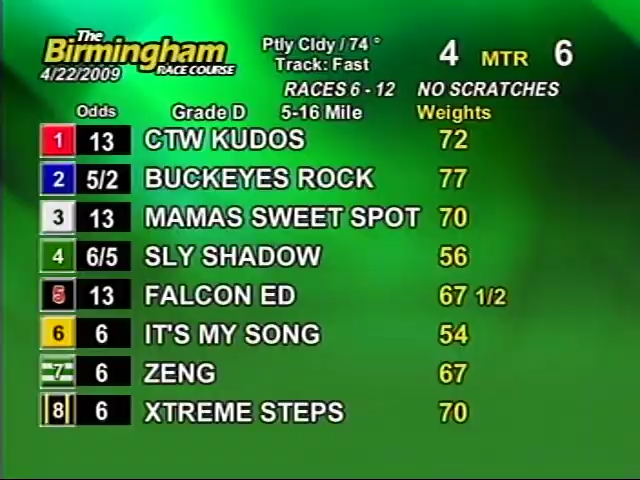 The
Birmingham
RACE COURSE
4/22/2009
Ptly Cldy / 74 °
Track: Fast
4 MTR 6
RACES 6 - 12 NO SCRATCHES
Odds Grade D 5-16 Mile Weights
1 13 CTW KUDOS 72
2 5/2 BUCKEYES ROCK 77
3 13 MAMAS SWEET SPOT 70
4 6/5 SLY SHADOW 56
5 13 FALCON ED 67 1/2
6 6 IT'S MY SONG 54
7 6 ZENG 67
8 6 XTREME STEPS 70